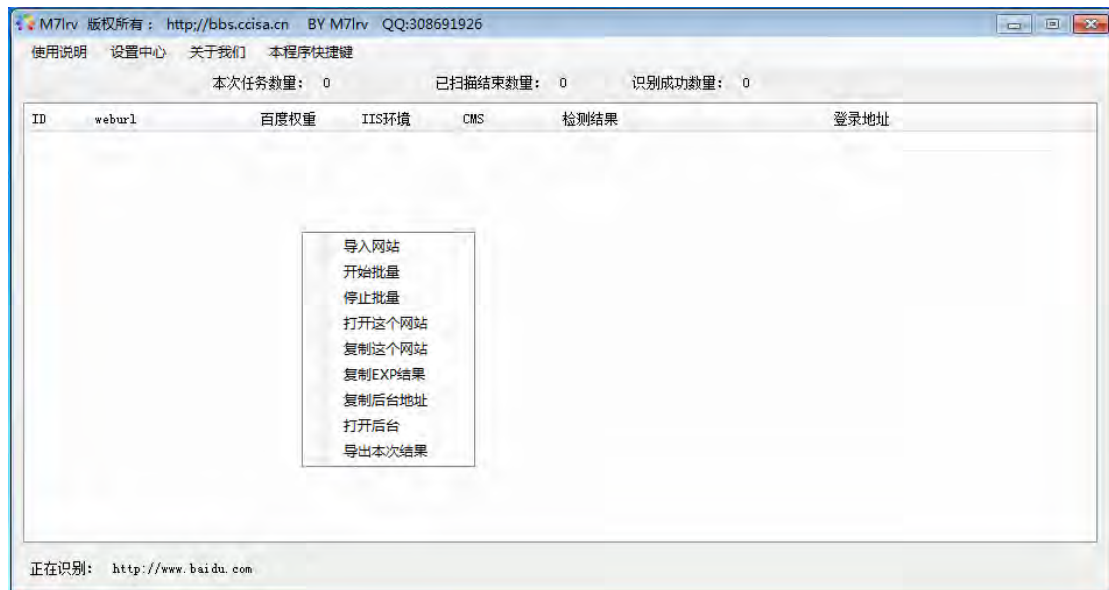 M7lrv 版权所有： http://bbs.ccisa.cn BY M7lrv QQ:308691926
使用说明 设置中心 关于我们 本程序快捷键
本次任务数量： 0 已扫描结束数量： 0 识别成功数量： 0
ID weburl 百度权重 IIS环境 CMS 检测结果 登录地址
导入网站
开始批量
停止批量
打开这个网站
复制这个网站
复制EXP结果
复制后台地址
打开后台
导出本次结果
正在识别： http://www.baidu.com